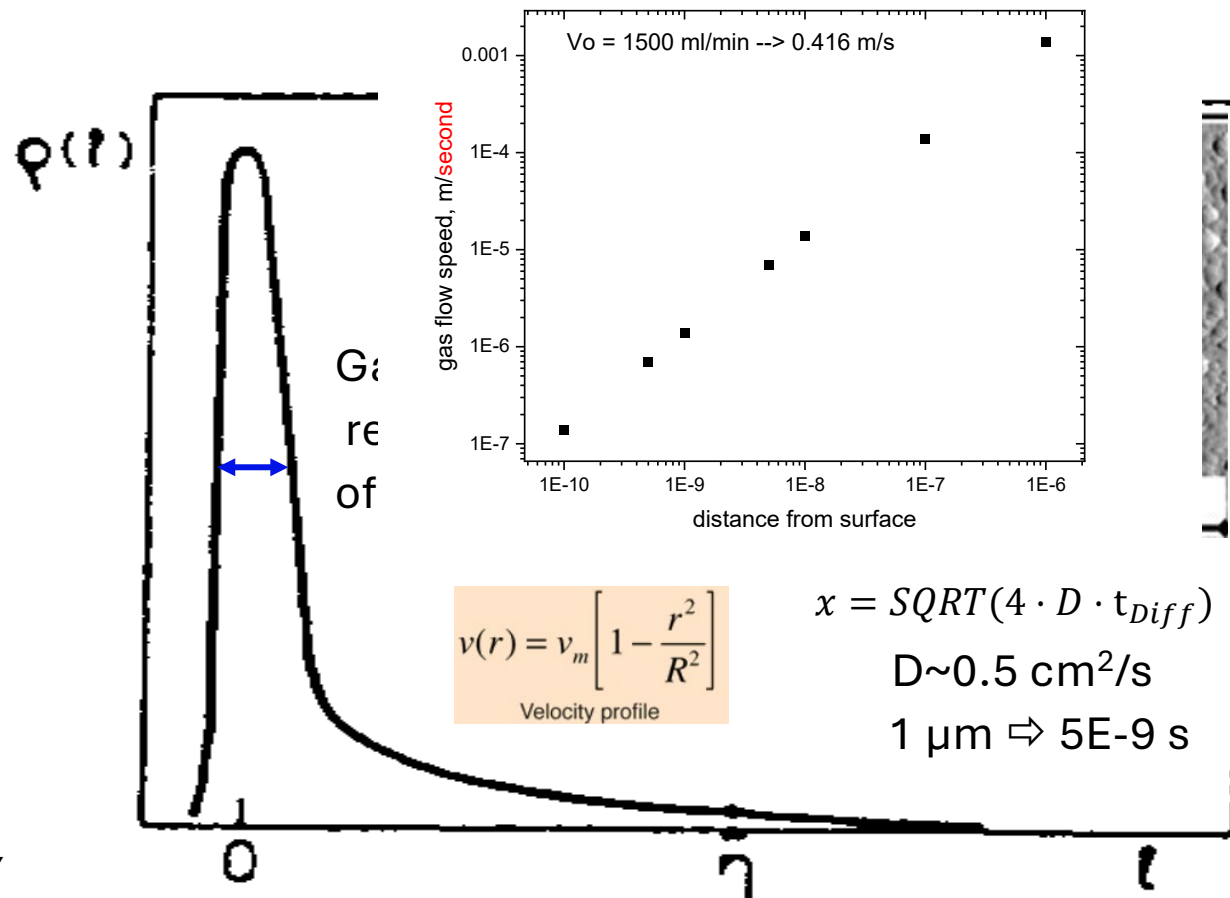 Vo = 1500 ml/min --> 0.416 m/s
0.001
1E-4
1E-5
1E-6
1E-7
gas flow speed, m/second
1E-10 1E-9 1E-8 1E-7 1E-6
distance from surface
ρ(l)
of
v(r) = v_m [1 − r²/R²]
Velocity profile
x = SQRT(4 · D · t_Diff)
D~0.5 cm²/s
1 µm ⇨ 5E-9 s
0 η l